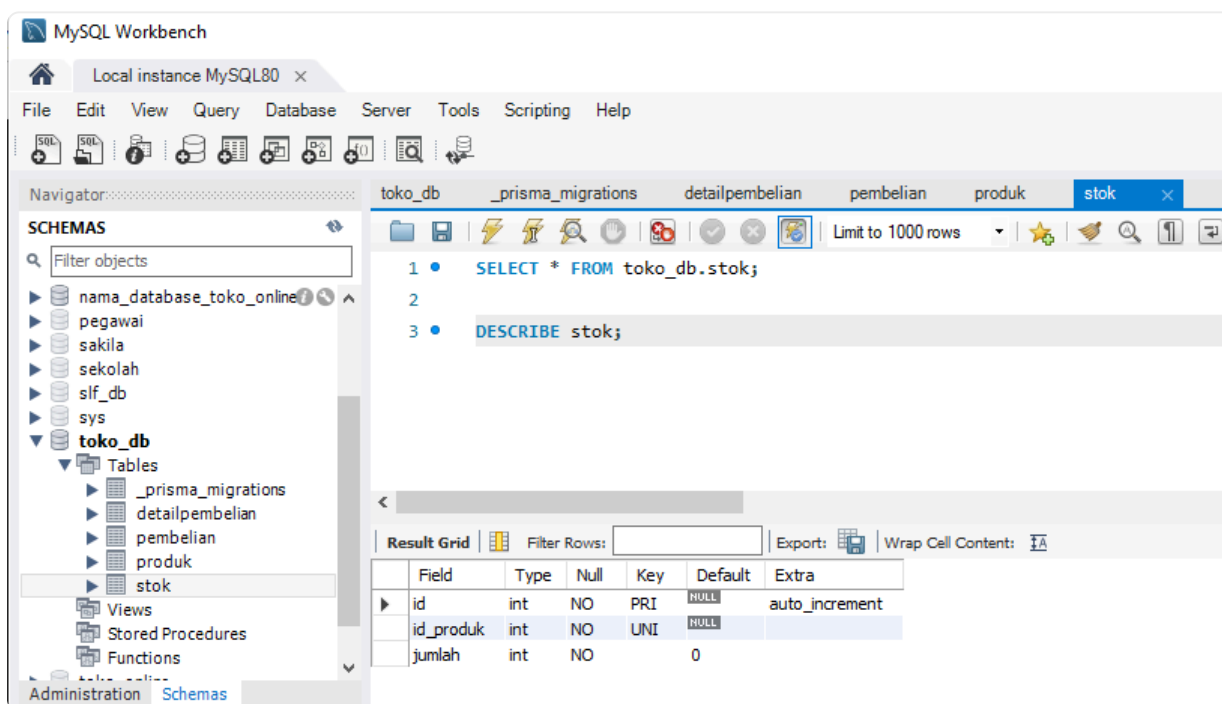 MySQL Workbench
Local instance MySQL80 ×
File Edit View Query Database Server Tools Scripting Help
Navigator
SCHEMAS
Filter objects
nama_database_toko_online
pegawai
sakila
sekolah
slf_db
sys
toko_db
Tables
_prisma_migrations
detailpembelian
pembelian
produk
stok
Views
Stored Procedures
Functions
Administration Schemas
toko_db _prisma_migrations detailpembelian pembelian produk stok ×
Limit to 1000 rows
1 SELECT * FROM toko_db.stok;
2
3 DESCRIBE stok;
Result Grid Filter Rows: Export: Wrap Cell Content: IA
Field Type Null Key Default Extra
id int NO PRI NULL auto_increment
id_produk int NO UNI NULL
jumlah int NO 0